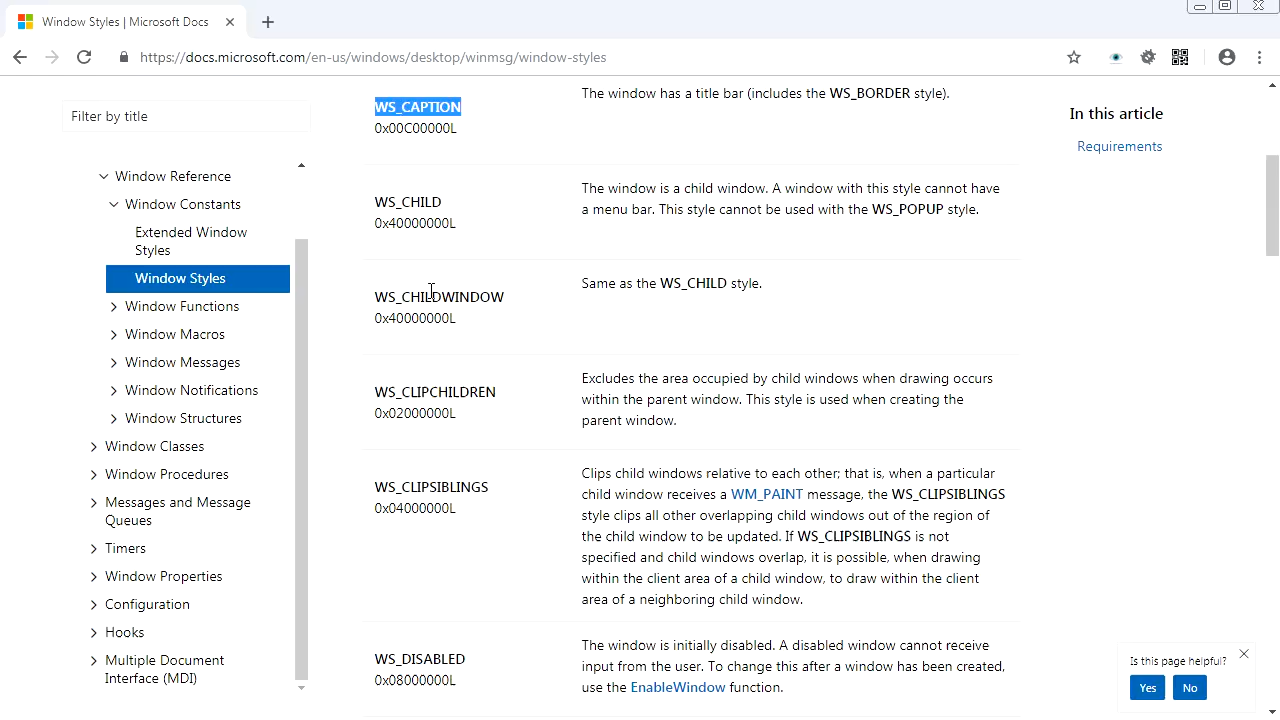 Window Styles | Microsoft Docs
https://docs.microsoft.com/en-us/windows/desktop/winmsg/window-styles
Filter by title
Window Reference
Window Constants
Extended Window
Styles
Window Styles
Window Functions
Window Macros
Window Messages
Window Notifications
Window Structures
Window Classes
Window Procedures
Messages and Message
Queues
Timers
Window Properties
Configuration
Hooks
Multiple Document
Interface (MDI)
WS_CAPTION
0x00C00000L
The window has a title bar (includes the WS_BORDER style).
WS_CHILD
0x40000000L
The window is a child window. A window with this style cannot have
a menu bar. This style cannot be used with the WS_POPUP style.
WS_CHILDWINDOW
0x40000000L
Same as the WS_CHILD style.
WS_CLIPCHILDREN
0x02000000L
Excludes the area occupied by child windows when drawing occurs
within the parent window. This style is used when creating the
parent window.
WS_CLIPSIBLINGS
0x04000000L
Clips child windows relative to each other; that is, when a particular
child window receives a WM_PAINT message, the WS_CLIPSIBLINGS
style clips all other overlapping child windows out of the region of
the child window to be updated. If WS_CLIPSIBLINGS is not
specified and child windows overlap, it is possible, when drawing
within the client area of a child window, to draw within the client
area of a neighboring child window.
WS_DISABLED
0x08000000L
The window is initially disabled. A disabled window cannot receive
input from the user. To change this after a window has been created,
use the EnableWindow function.
In this article
Requirements
Is this page helpful?
Yes
No